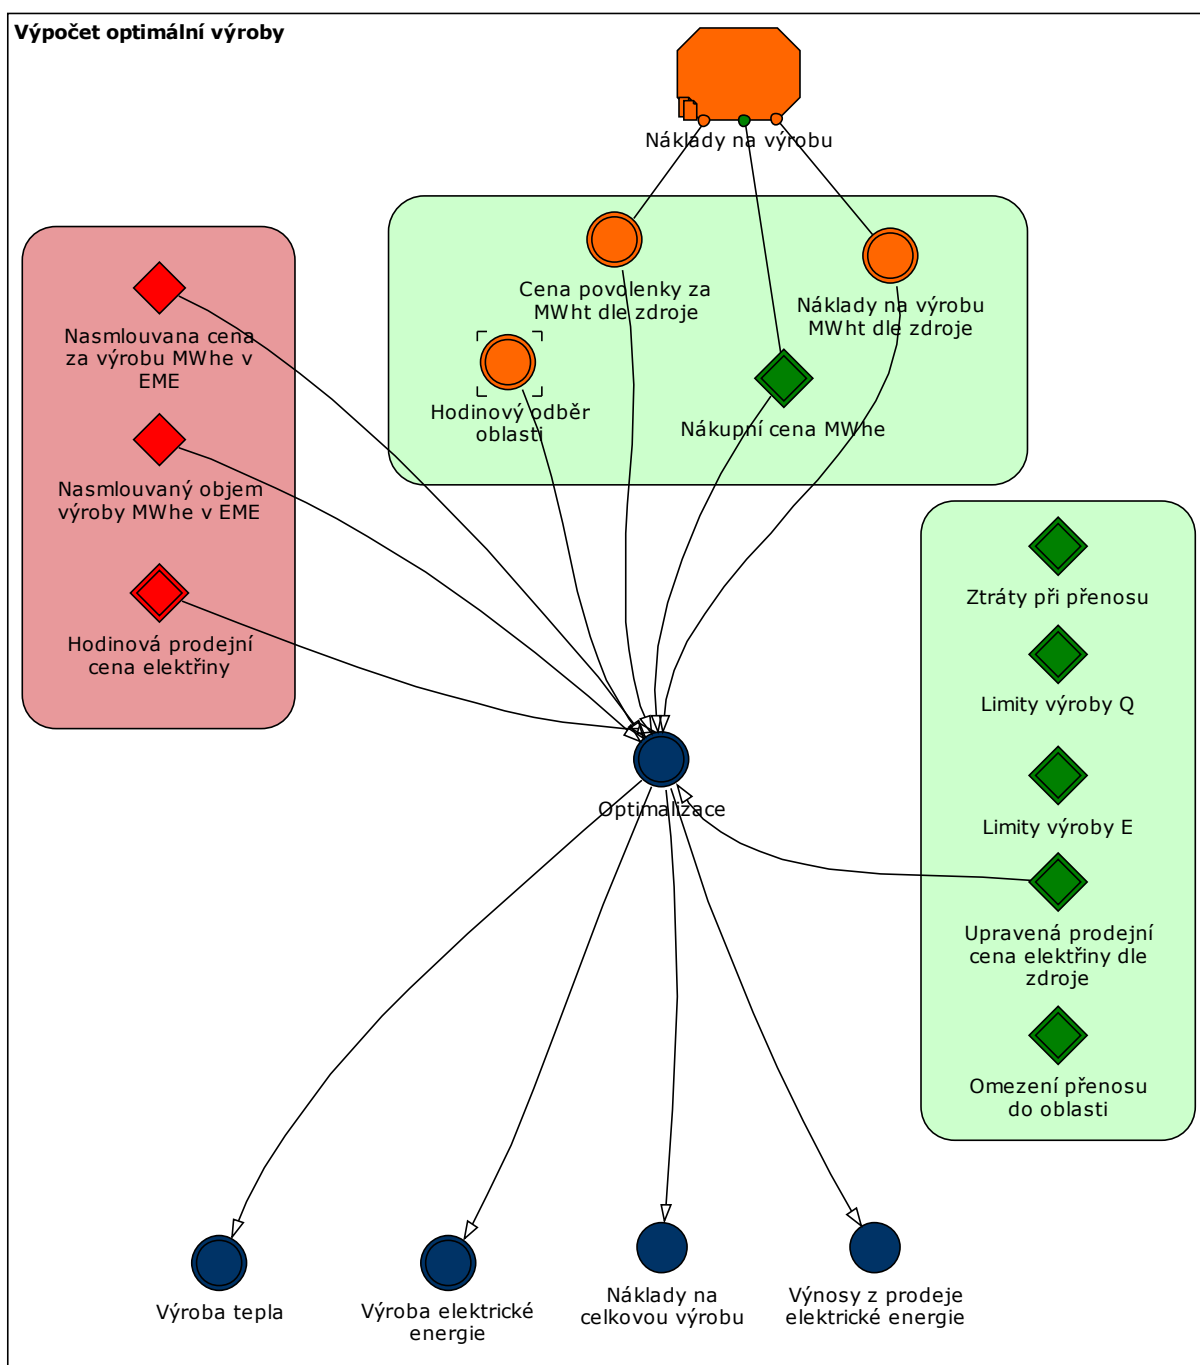 Výpočet optimální výroby
Náklady na výrobu
Cena povolenky za
MWht dle zdroje
Náklady na výrobu
MWht dle zdroje
Hodinový odběr
oblasti
Nákupní cena MWhe
Nasmlouvana cena
za výrobu MWhe v
EME
Nasmlouvaný objem
výroby MWhe v EME
Hodinová prodejní
cena elektřiny
Ztráty při přenosu
Limity výroby Q
Limity výroby E
Upravená prodejní
cena elektřiny dle
zdroje
Omezení přenosu
do oblasti
Optimalizace
Výroba tepla
Výroba elektrické
energie
Náklady na
celkovou výrobu
Výnosy z prodeje
elektrické energie